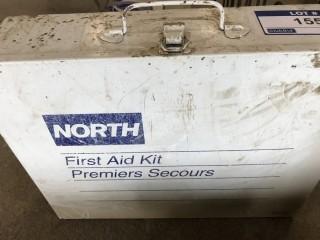 LOT #
155
NORTH
First Aid Kit
Premiers Secours